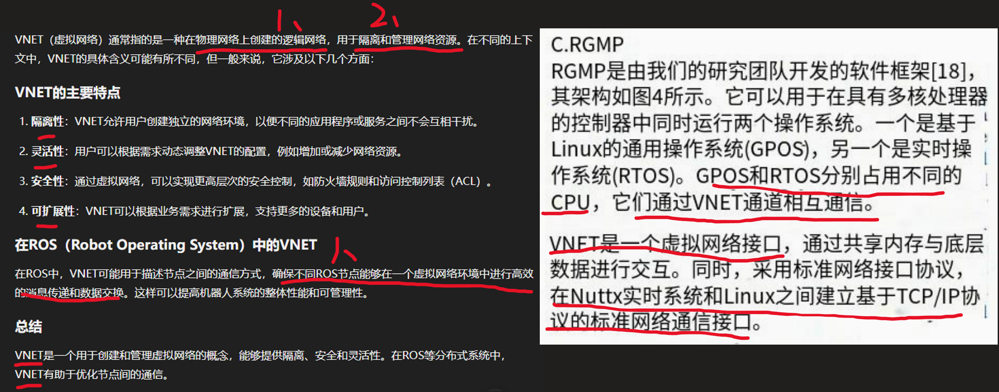 1、
2、
VNET（虚拟网络）通常指的是一种在物理网络上创建的逻辑网络，用于隔离和管理网络资源。在不同的上下
文中，VNET的具体含义可能有所不同，但一般来说，它涉及以下几个方面：
VNET的主要特点
1. 隔离性：VNET允许用户创建独立的网络环境，以便不同的应用程序或服务之间不会互相干扰。
2. 灵活性：用户可以根据需求动态调整VNET的配置，例如增加或减少网络资源。
3. 安全性：通过虚拟网络，可以实现更高层次的安全控制，如防火墙规则和访问控制列表（ACL）。
4. 可扩展性：VNET可以根据业务需求进行扩展，支持更多的设备和用户。
在ROS（Robot Operating System）中的VNET
1、
在ROS中，VNET可能用于描述节点之间的通信方式，确保不同ROS节点能够在一个虚拟网络环境中进行高效
的消息传递和数据交换。这样可以提高机器人系统的整体性能和可管理性。
总结
VNET是一个用于创建和管理虚拟网络的概念，能够提供隔离、安全和灵活性。在ROS等分布式系统中，
VNET有助于优化节点间的通信。
C.RGMP
RGMP是由我们的研究团队开发的软件框架[18]，
其架构如图4所示。它可以用于在具有多核处理器
的控制器中同时运行两个操作系统。一个是基于
Linux的通用操作系统(GPOS)，另一个是实时操
作系统(RTOS)。GPOS和RTOS分别占用不同的
CPU，它们通过VNET通道相互通信。
VNET是一个虚拟网络接口，通过共享内存与底层
数据进行交互。同时，采用标准网络接口协议，
在Nuttx实时系统和Linux之间建立基于TCP/IP协
议的标准网络通信接口。